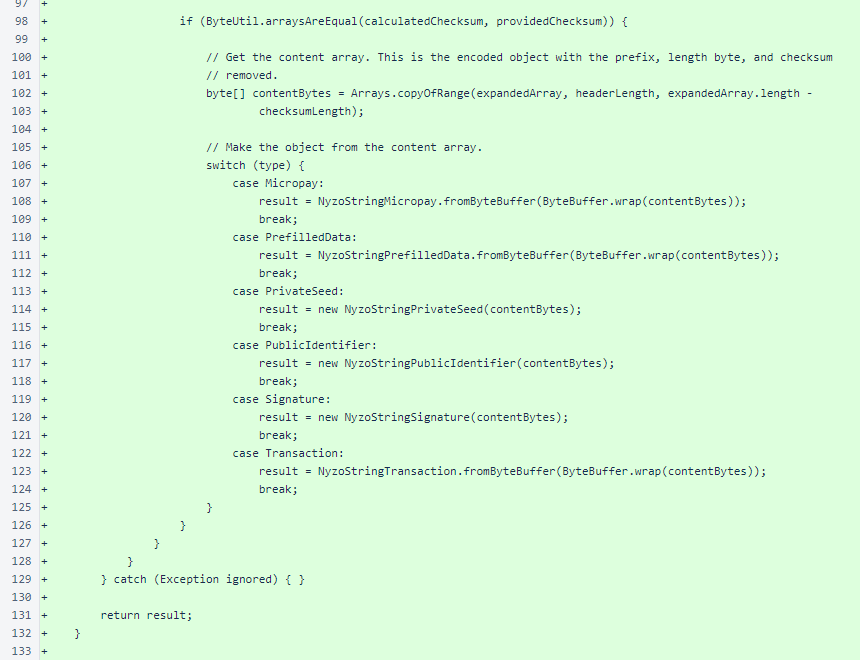 97 +
98 + if (ByteUtil.arraysAreEqual(calculatedChecksum, providedChecksum)) {
99 +
100 + // Get the content array. This is the encoded object with the prefix, length byte, and checksum
101 + // removed.
102 + byte[] contentBytes = Arrays.copyOfRange(expandedArray, headerLength, expandedArray.length -
103 + checksumLength);
104 +
105 + // Make the object from the content array.
106 + switch (type) {
107 + case Micropay:
108 + result = NyzoStringMicropay.fromByteBuffer(ByteBuffer.wrap(contentBytes));
109 + break;
110 + case PrefilledData:
111 + result = NyzoStringPrefilledData.fromByteBuffer(ByteBuffer.wrap(contentBytes));
112 + break;
113 + case PrivateSeed:
114 + result = new NyzoStringPrivateSeed(contentBytes);
115 + break;
116 + case PublicIdentifier:
117 + result = new NyzoStringPublicIdentifier(contentBytes);
118 + break;
119 + case Signature:
120 + result = new NyzoStringSignature(contentBytes);
121 + break;
122 + case Transaction:
123 + result = NyzoStringTransaction.fromByteBuffer(ByteBuffer.wrap(contentBytes));
124 + break;
125 + }
126 + }
127 + }
128 + }
129 + } catch (Exception ignored) { }
130 +
131 + return result;
132 + }
133 +